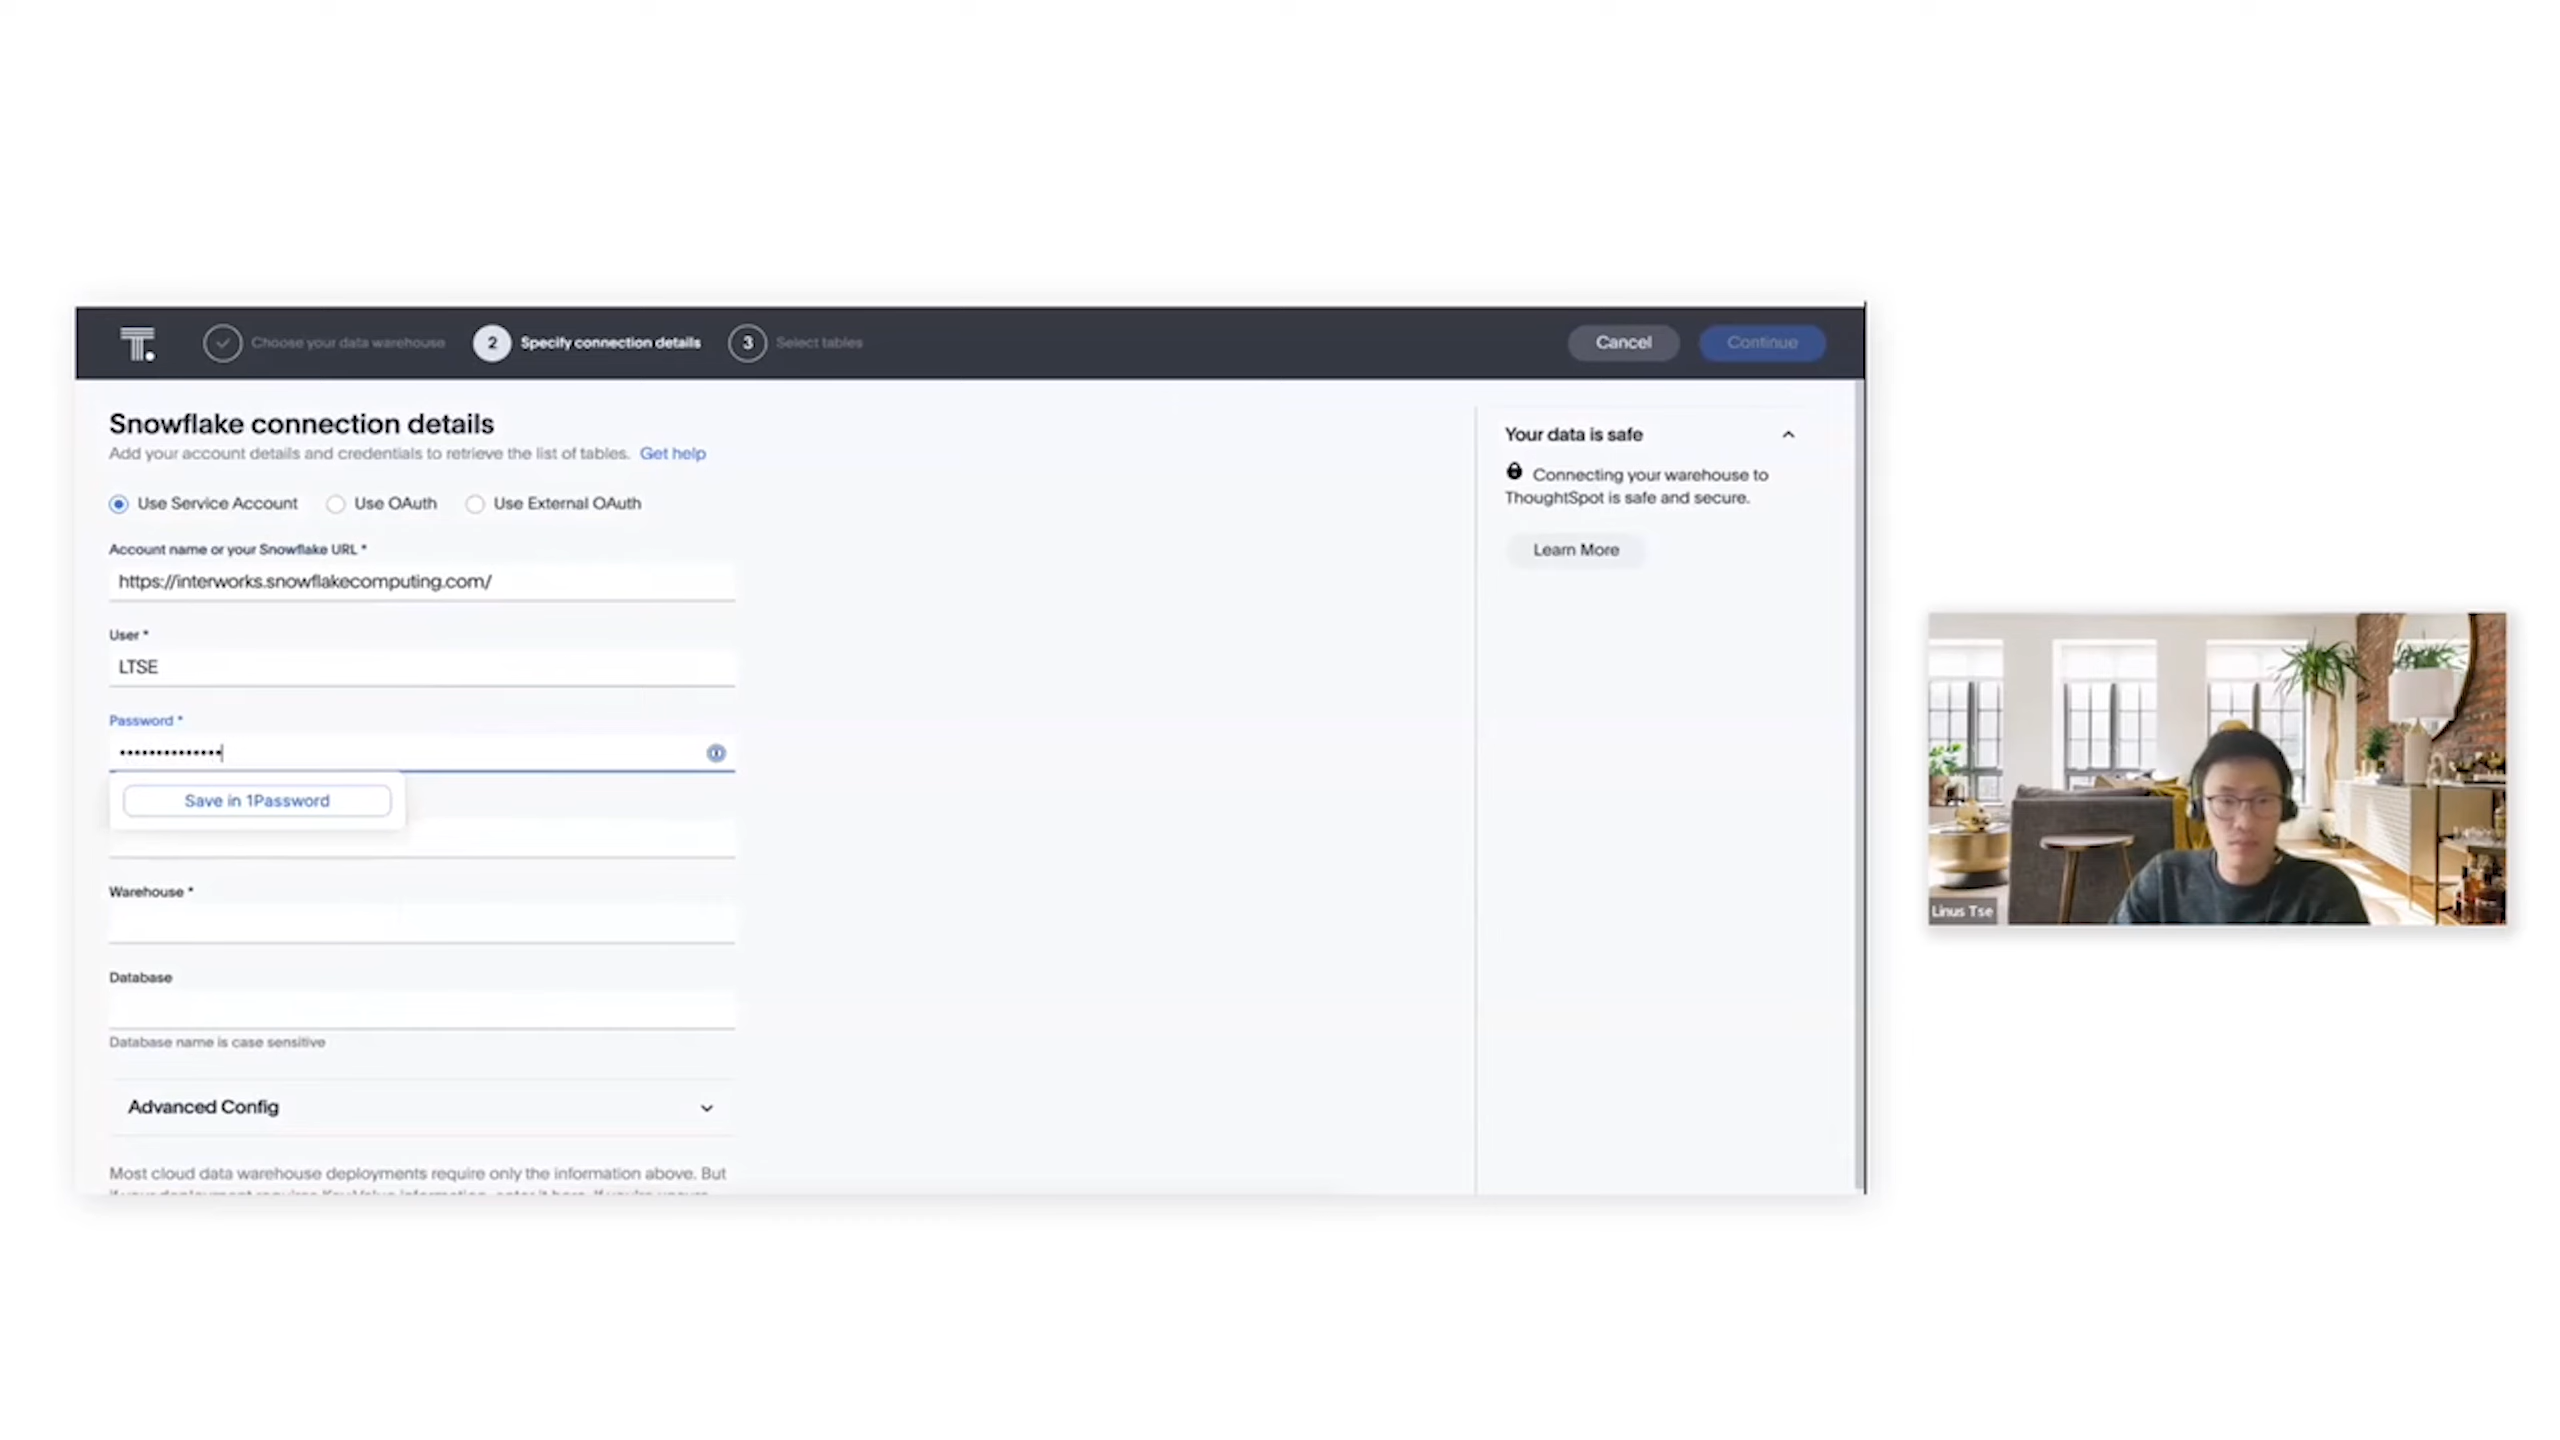 Choose your data warehouse
2
Specify connection details
3
Select tables
Cancel
Continue
Snowflake connection details
Add your account details and credentials to retrieve the list of tables. Get help
Use Service Account
Use OAuth
Use External OAuth
Account name or your Snowflake URL *
https://interworks.snowflakecomputing.com/
User *
LTSE
Password *
••••••••••••••
Save in 1Password
Warehouse *
Database
Database name is case sensitive
Advanced Config
Most cloud data warehouse deployments require only the information above. But
Your data is safe
Connecting your warehouse to
ThoughtSpot is safe and secure.
Learn More
Linus Tse